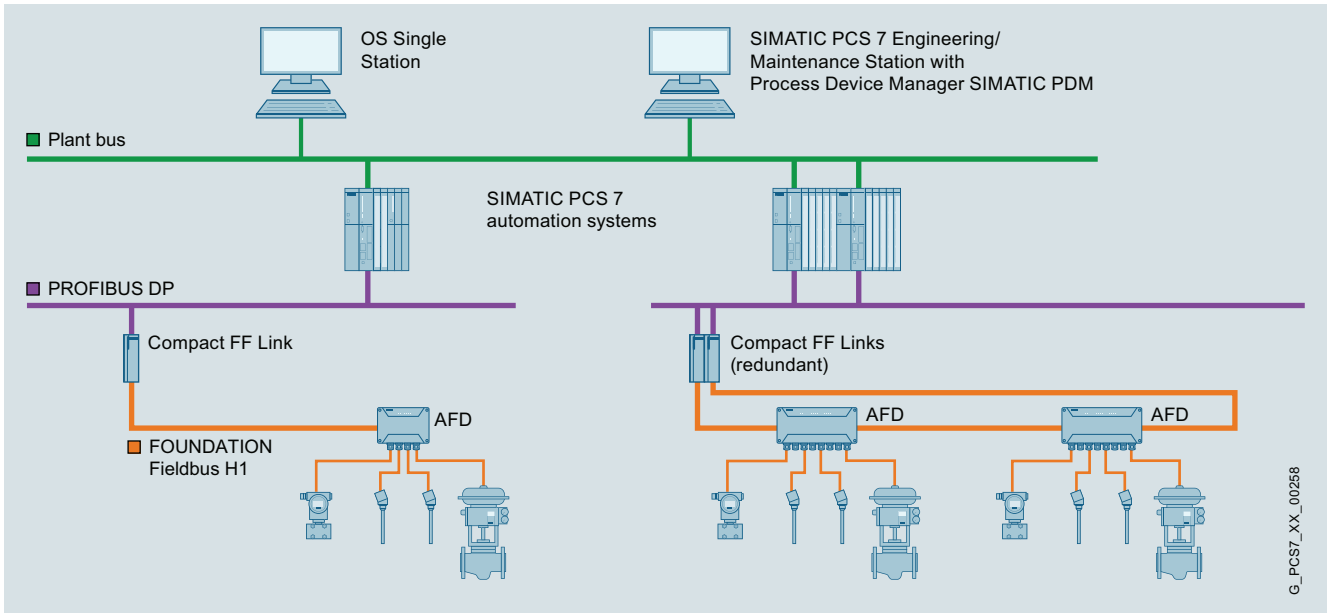 OS Single
Station
SIMATIC PCS 7 Engineering/
Maintenance Station with
Process Device Manager SIMATIC PDM
Plant bus
SIMATIC PCS 7
automation systems
PROFIBUS DP
Compact FF Link
Compact FF Links
(redundant)
AFD
AFD
AFD
FOUNDATION
Fieldbus H1
G_PCS7_XX_00258